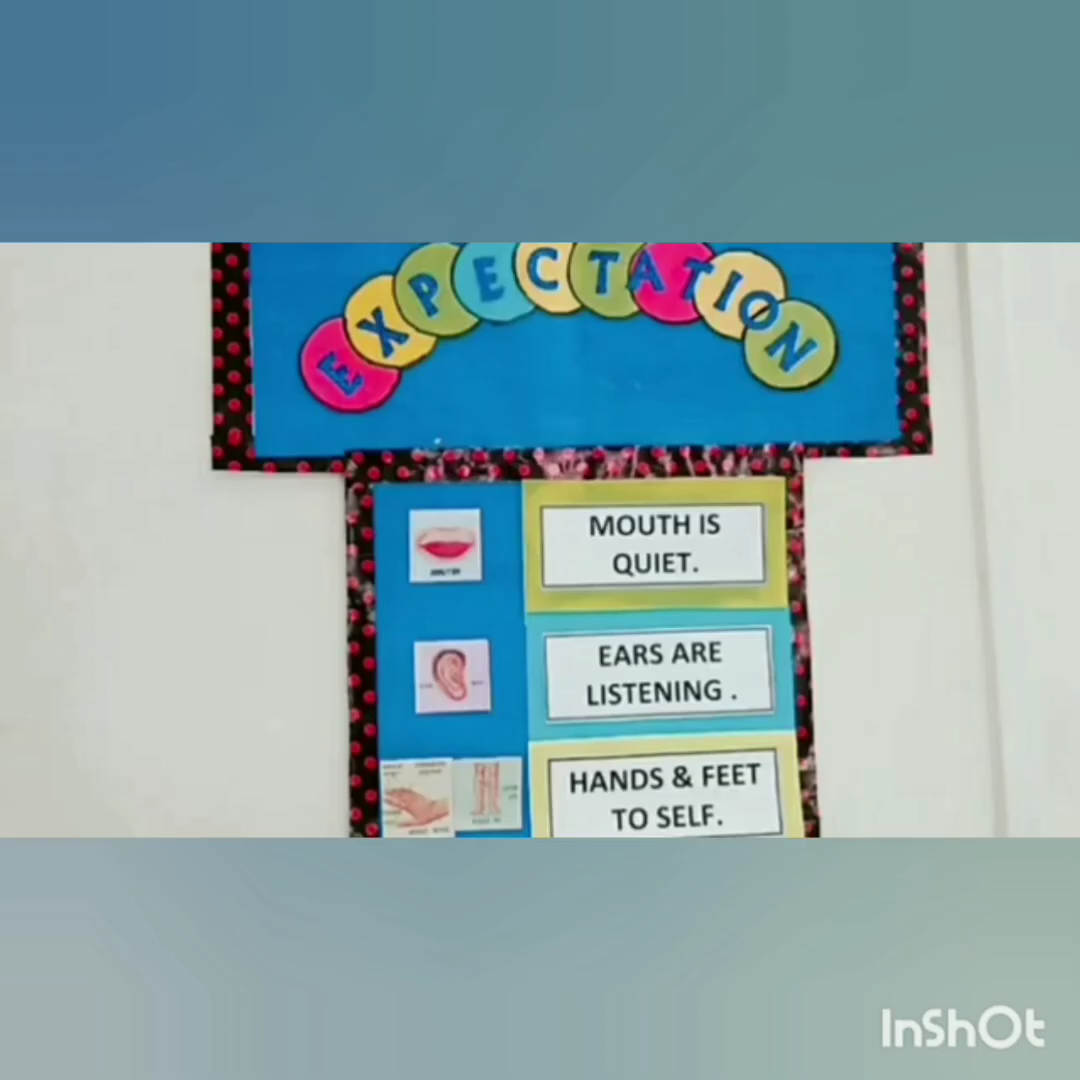 EXPECTATION
MOUTH IS
QUIET.
EARS ARE
LISTENING .
HANDS & FEET
TO SELF.
InShOt